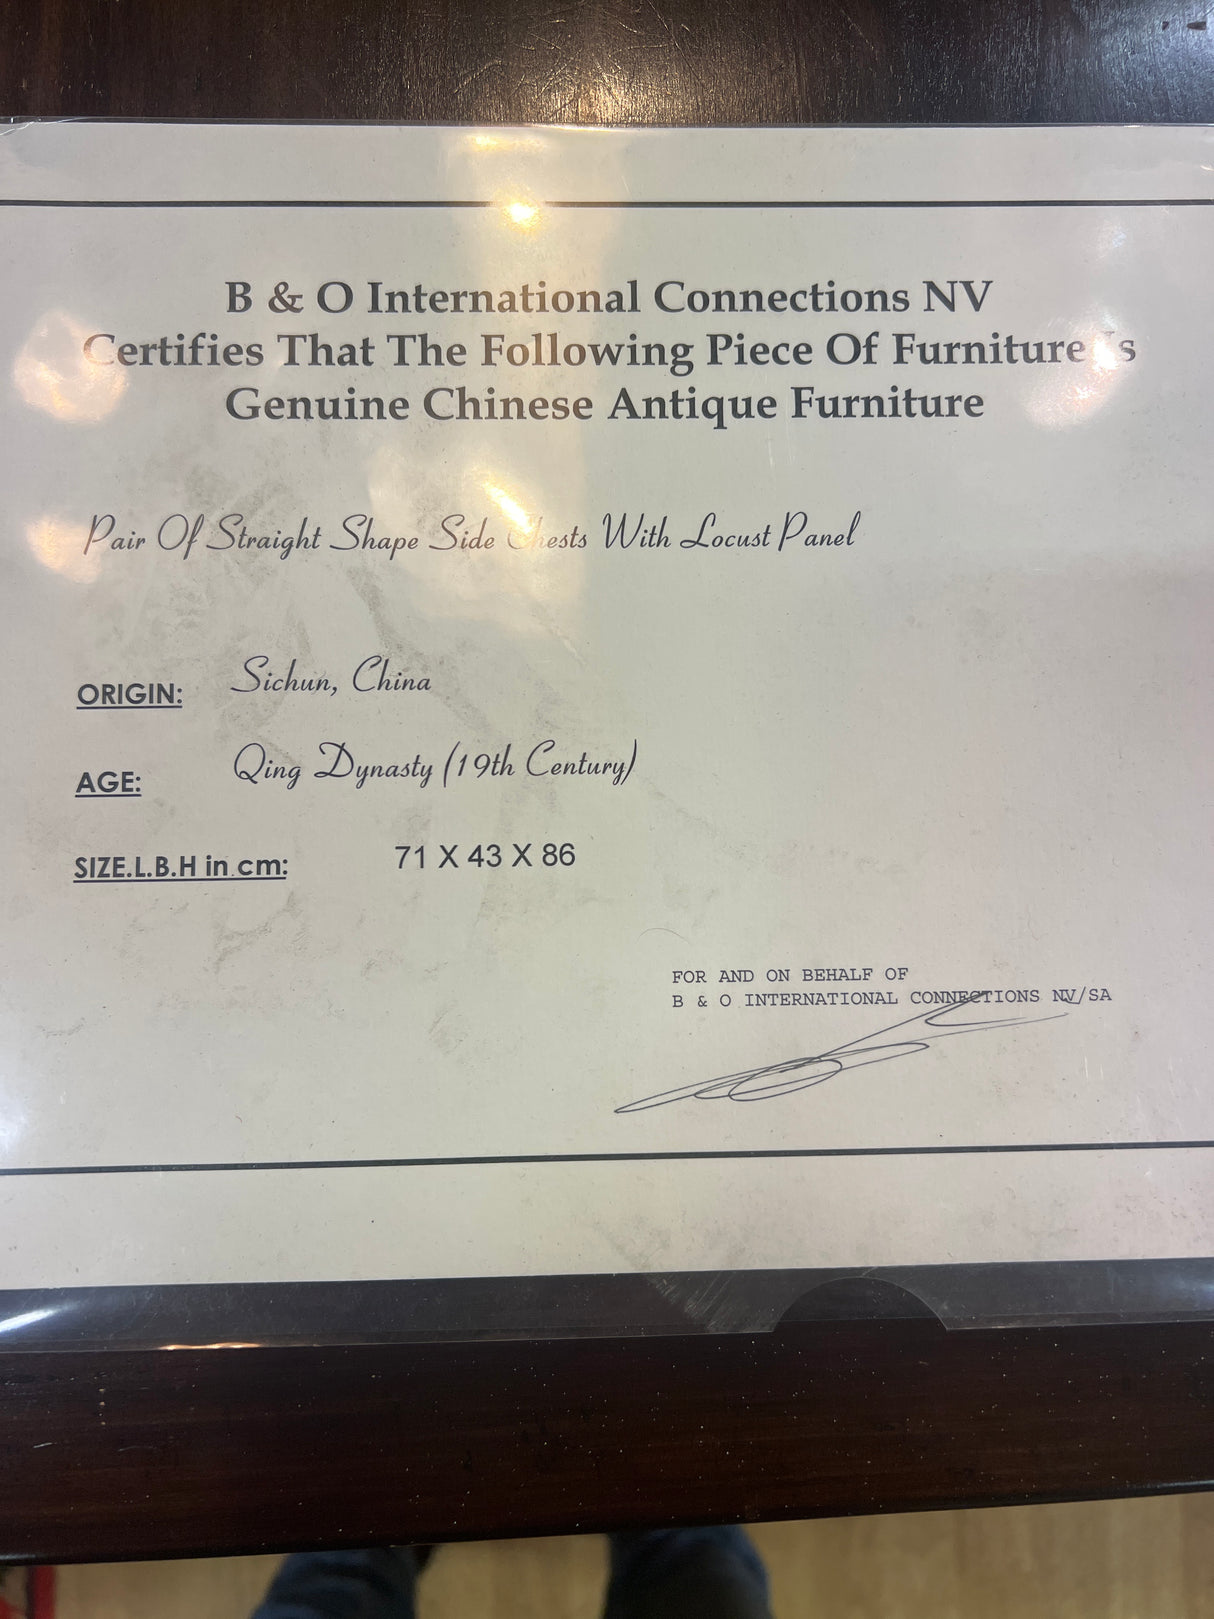 B & O International Connections NV
Certifies That The Following Piece Of Furniture Is
Genuine Chinese Antique Furniture
Pair Of Straight Shape Side Chests With Locust Panel
ORIGIN: Sichun, China
AGE: Qing Dynasty (19th Century)
SIZE.L.B.H in cm: 71 X 43 X 86
FOR AND ON BEHALF OF
B & O INTERNATIONAL CONNECTIONS NV/SA